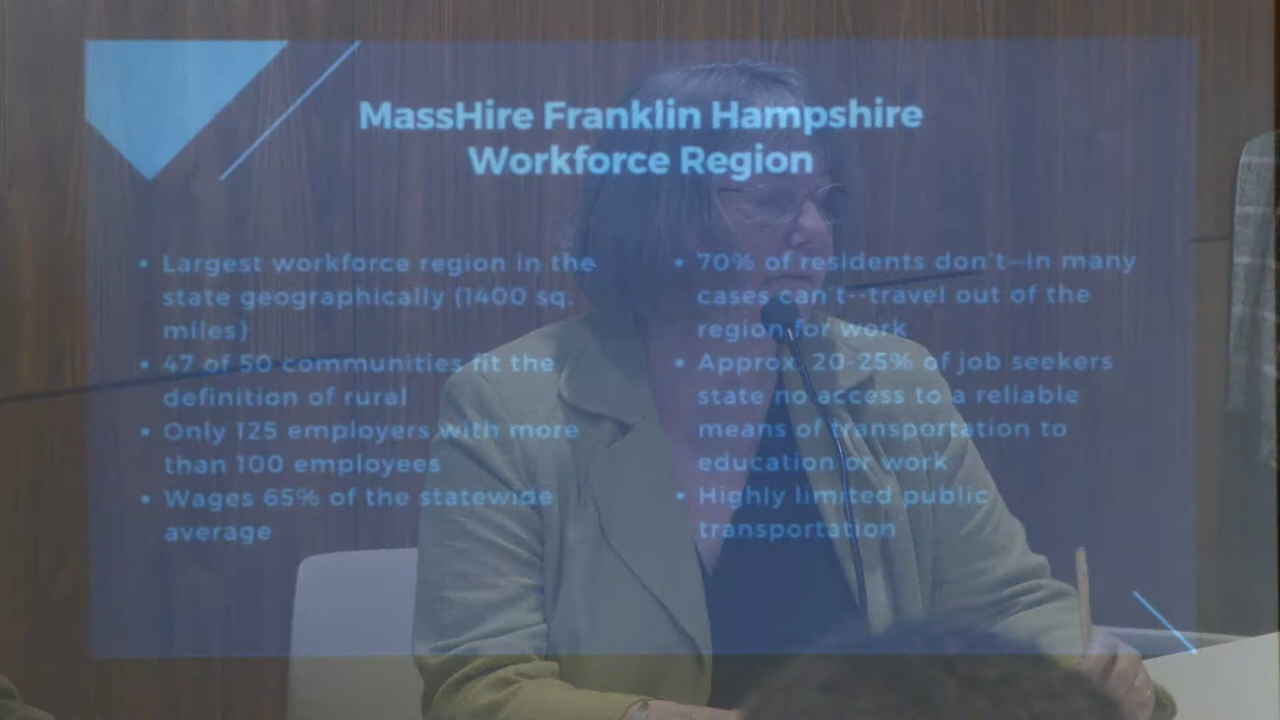 MassHire Franklin Hampshire
Workforce Region
• Largest workforce region in the
state geographically (1400 sq.
miles)
• 47 of 50 communities fit the
definition of rural
• Only 125 employers with more
than 100 employees
• Wages 65% of the statewide
average
• 70% of residents don't—in many
cases can't--travel out of the
region for work
• Approx. 20-25% of job seekers
state no access to a reliable
means of transportation to
education or work
• Highly limited public
transportation